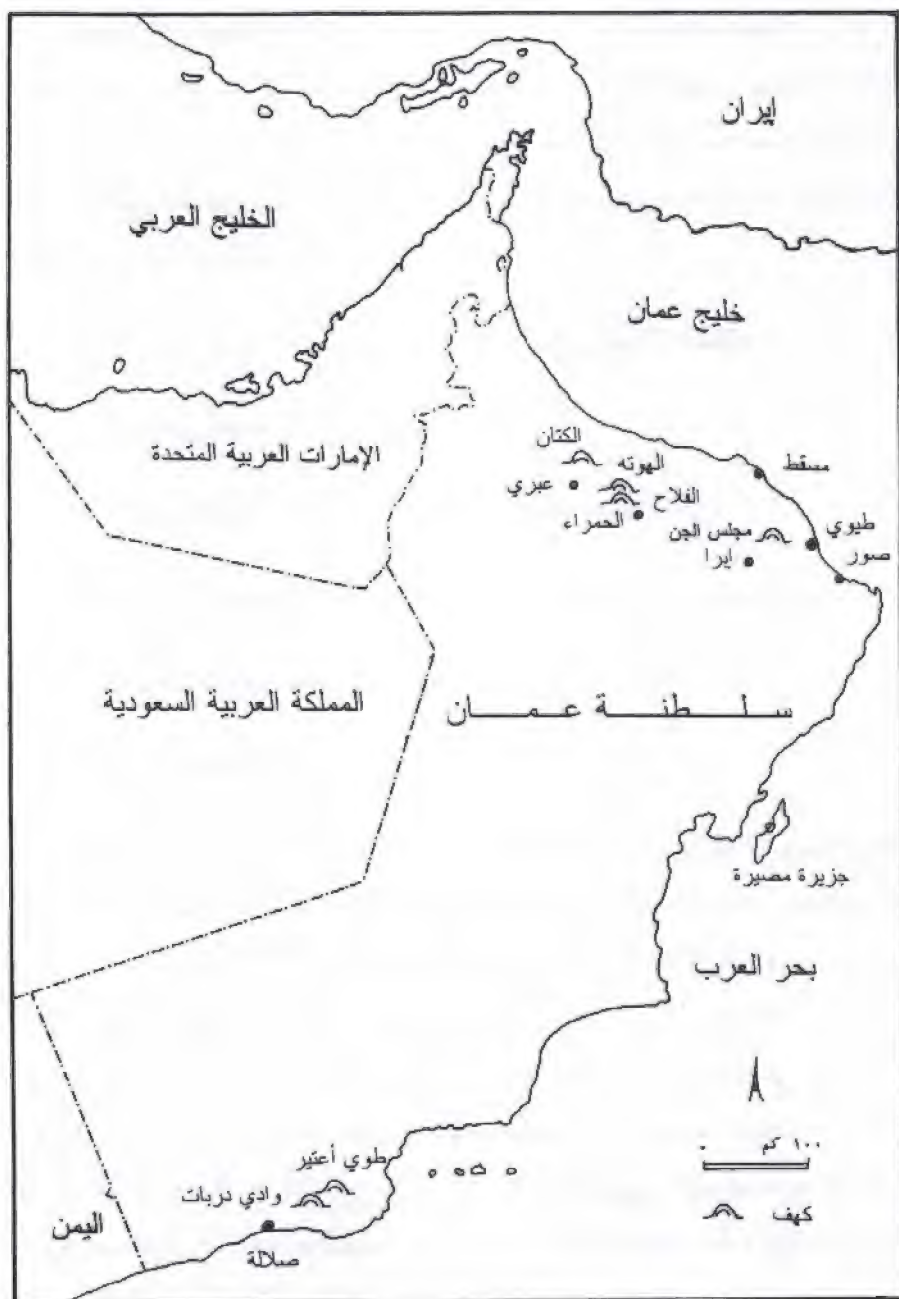 إيران
الخليج العربي
خليج عمان
الإمارات العربية المتحدة
الكتان
الهوته
مسقط
عبري
الفلاح
الحمراء
طيوي
مجلس الجن
صور
ايرا
المملكة العربية السعودية
سلطنة عمان
جزيرة مصيرة
بحر العرب
١٠٠ كم
طوي أعتير
وادي دربات
كهف
اليمن
صلالة